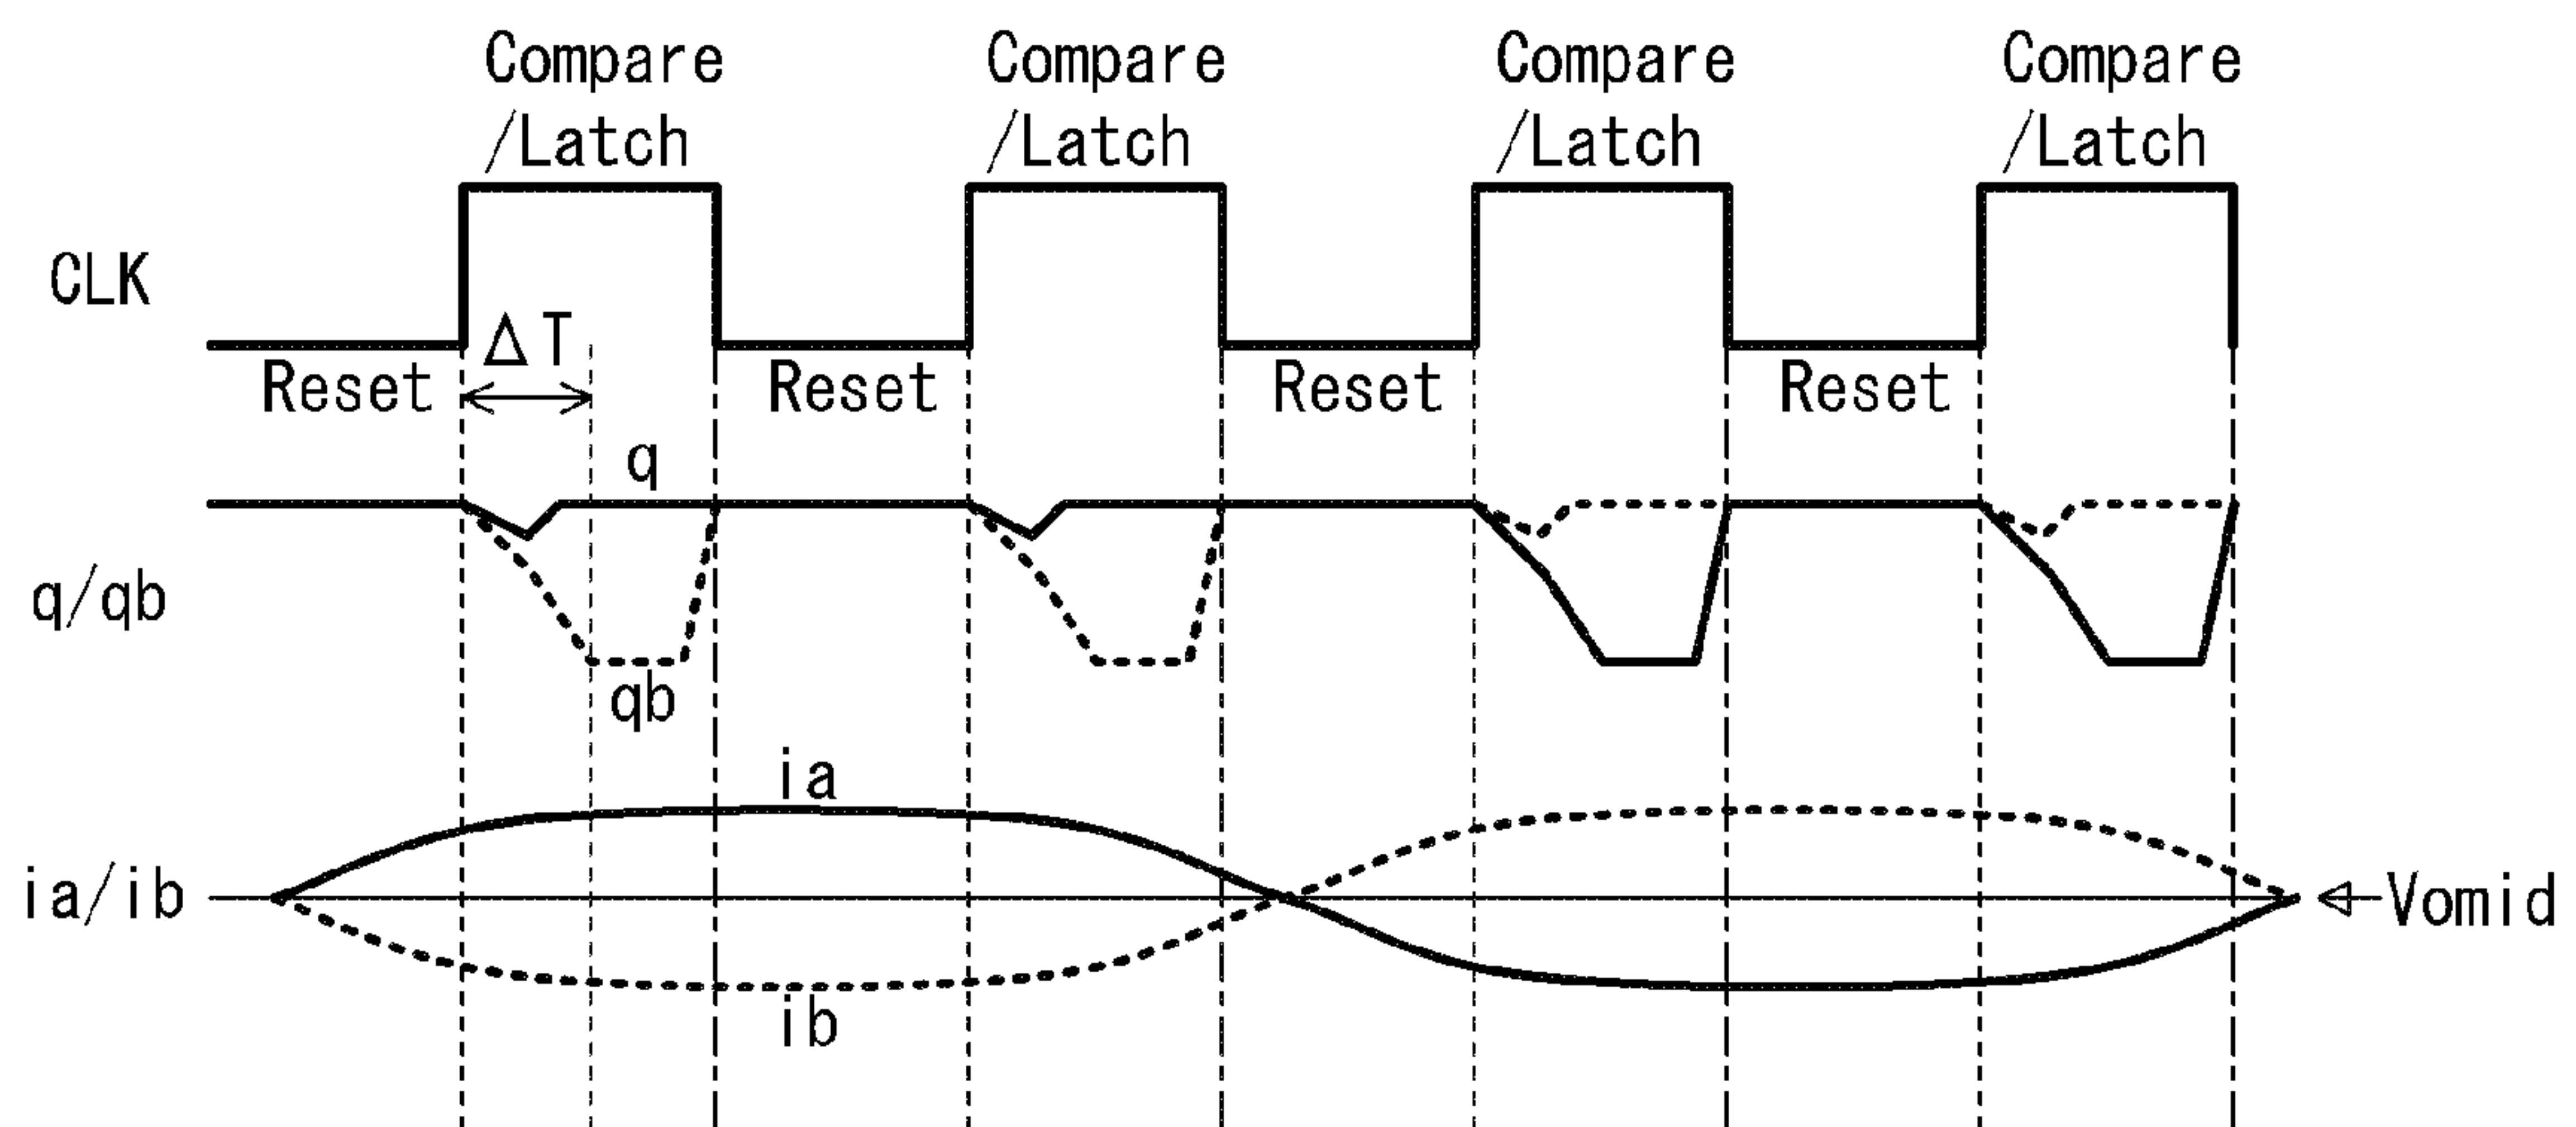 Compare Compare Compare Compare
/Latch /Latch /Latch /Latch
CLK
ΔT
Reset Reset Reset Reset
q
q/qb
qb
ia
ia/ib
Vomid
ib